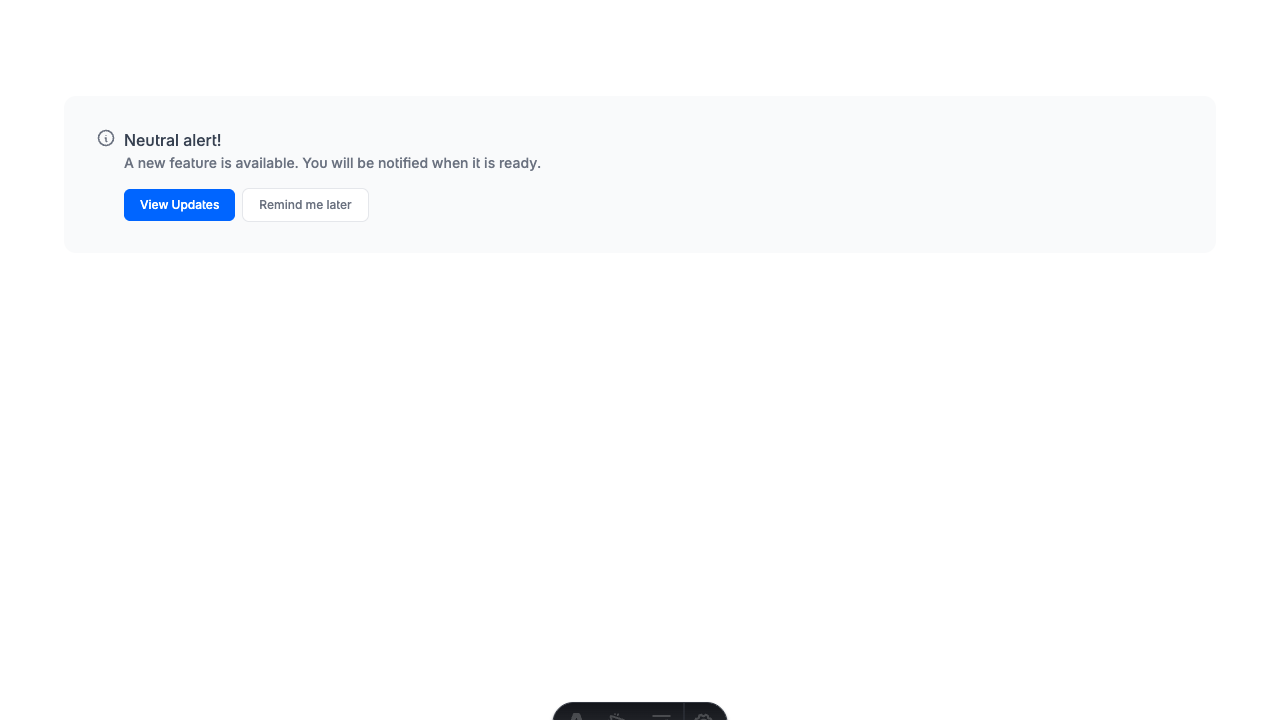 Neutral alert!
A new feature is available. You will be notified when it is ready.
View Updates
Remind me later